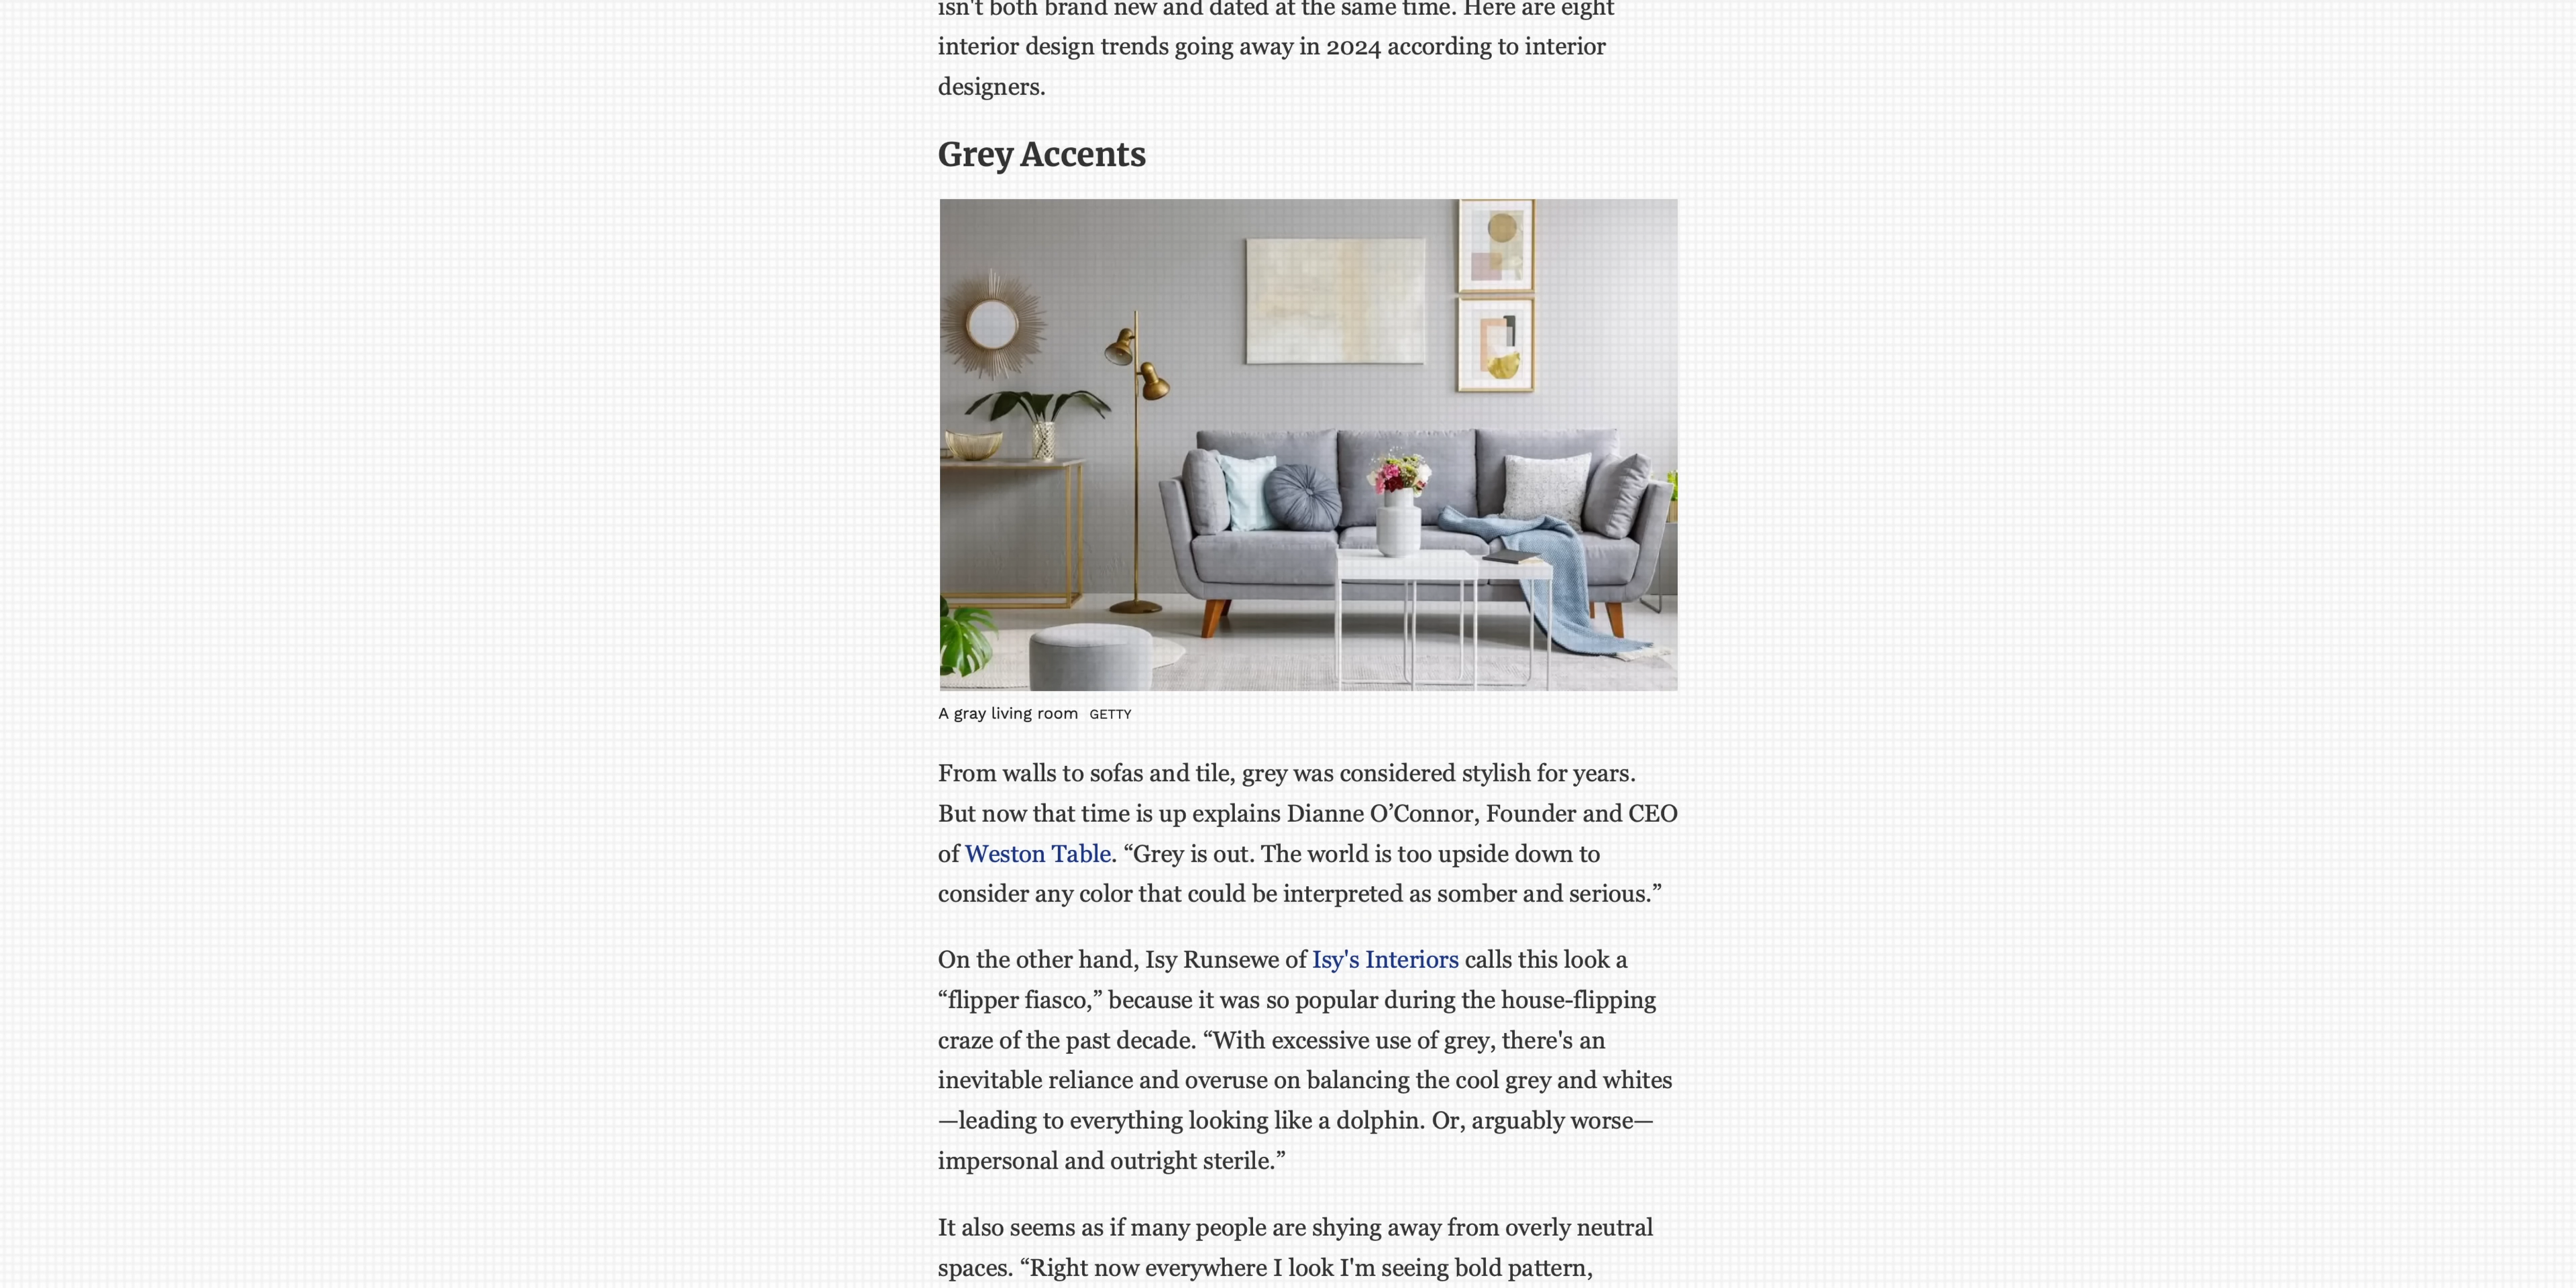 isn't both brand new and dated at the same time. Here are eight
interior design trends going away in 2024 according to interior
designers.
Grey Accents
A gray living room GETTY
From walls to sofas and tile, grey was considered stylish for years.
But now that time is up explains Dianne O’Connor, Founder and CEO
of Weston Table. “Grey is out. The world is too upside down to
consider any color that could be interpreted as somber and serious.”
On the other hand, Isy Runsewe of Isy's Interiors calls this look a
“flipper fiasco,” because it was so popular during the house-flipping
craze of the past decade. “With excessive use of grey, there's an
inevitable reliance and overuse on balancing the cool grey and whites
—leading to everything looking like a dolphin. Or, arguably worse—
impersonal and outright sterile.”
It also seems as if many people are shying away from overly neutral
spaces. “Right now everywhere I look I'm seeing bold pattern,